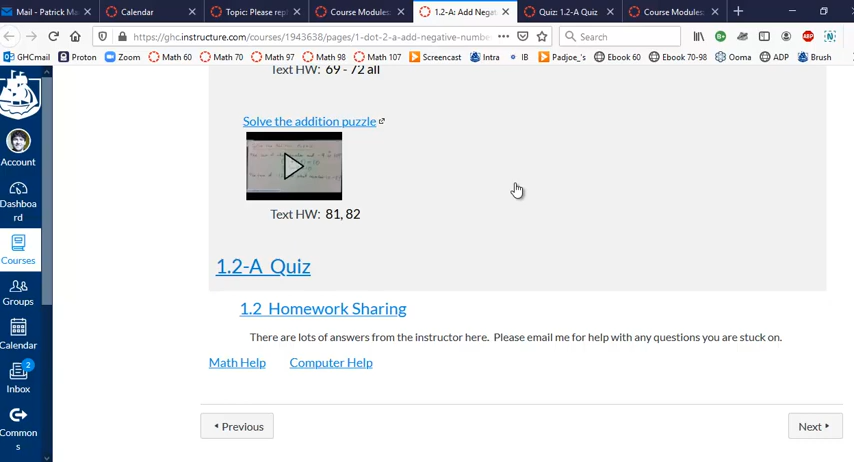 Mail - Patrick Ma
Calendar
Topic: Please rep
Course Modules:
1.2-A: Add Negat
Quiz: 1.2-A Quiz
Course Modules:
https://ghc.instructure.com/courses/1943638/pages/1-dot-2-a-add-negative-numbe
Search
GHCmail
Proton
Zoom
Math 60
Math 70
Math 97
Math 98
Math 107
Screencast
Intra
IB
Padjoe_'s
Ebook 60
Ebook 70-98
Ooma
ADP
Brush
Account
Dashboa
rd
Courses
Groups
Calendar
2
Inbox
Common
s
Text HW: 69 - 72 all
Solve the addition puzzle
Text HW: 81, 82
1.2-A Quiz
1.2 Homework Sharing
There are lots of answers from the instructor here. Please email me for help with any questions you are stuck on.
Math Help
Computer Help
Previous
Next